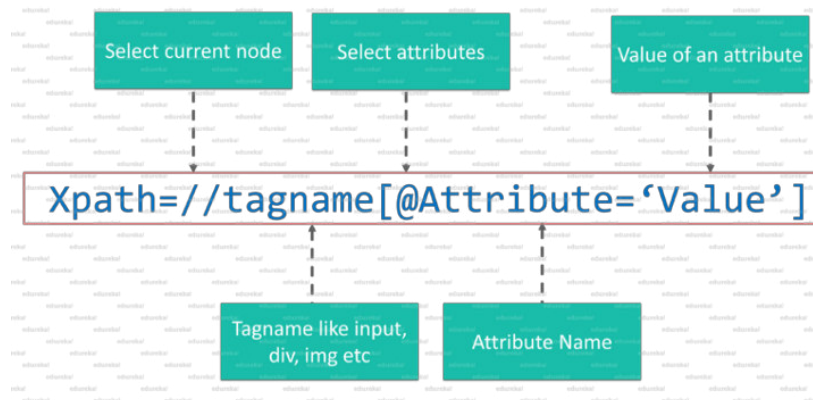 Select current node
Select attributes
Value of an attribute
Xpath=//tagname[@Attribute=‘Value’]
Tagname like input,
div, img etc
Attribute Name